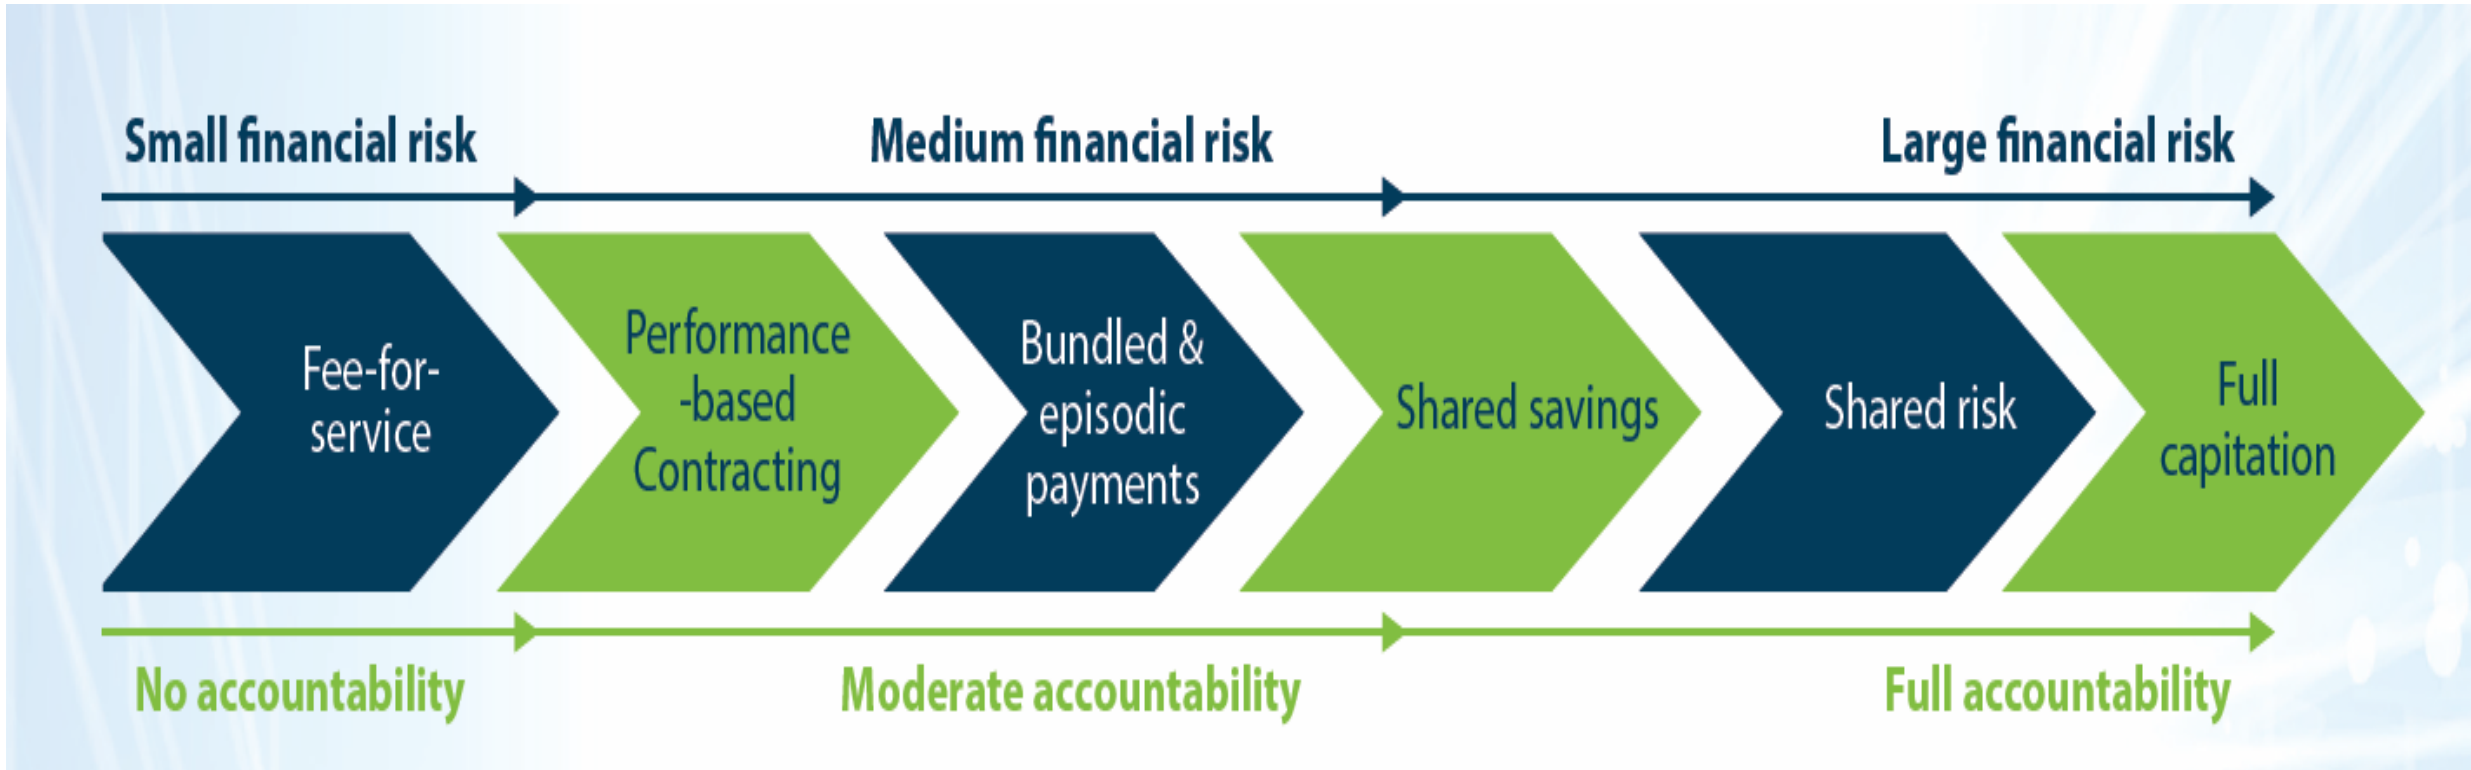 Small financial risk
Medium financial risk
Large financial risk
Fee-for-
service
Performance
-based
Contracting
Bundled &
episodic
payments
Shared savings
Shared risk
Full
capitation
No accountability
Moderate accountability
Full accountability